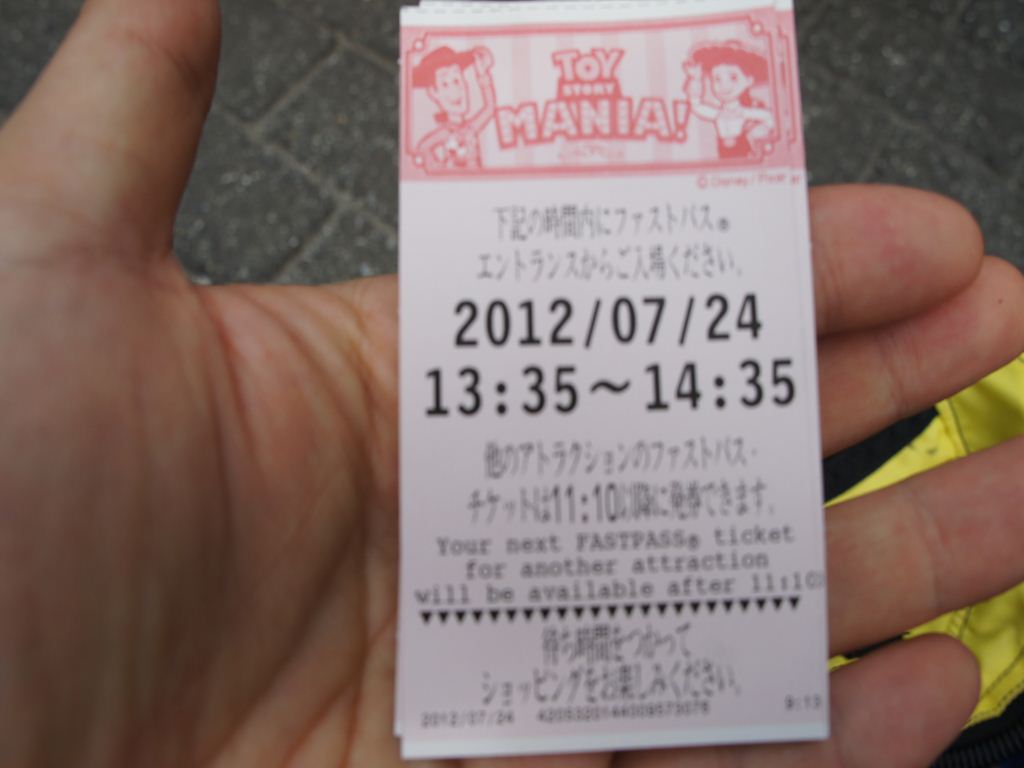 TOY
STORY
MANIA!
© Disney / Pixar
下記の時間内にファストパス®
エントランスからご入場ください。
2012/07/24
13:35～14:35
他のアトラクションのファストパス・
チケットは11:10以降に発券できます。
Your next FASTPASS® ticket
for another attraction
will be available after 11:10
待ち時間をつかって
ショッピングをお楽しみください。
2012/07/24 9:13